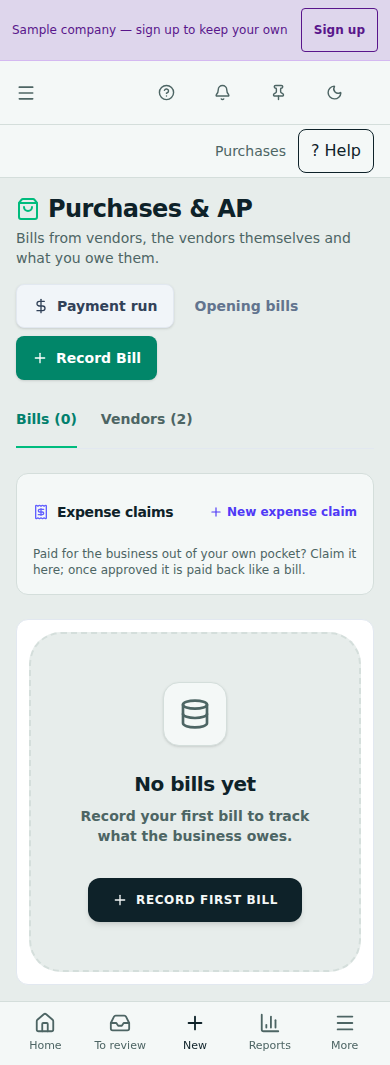 Sample company — sign up to keep your own
Sign up
Purchases
? Help
Purchases & AP
Bills from vendors, the vendors themselves and
what you owe them.
Payment run
Opening bills
Record Bill
Bills (0)
Vendors (2)
Expense claims
New expense claim
Paid for the business out of your own pocket? Claim it
here; once approved it is paid back like a bill.
No bills yet
Record your first bill to track
what the business owes.
RECORD FIRST BILL
Home
To review
New
Reports
More